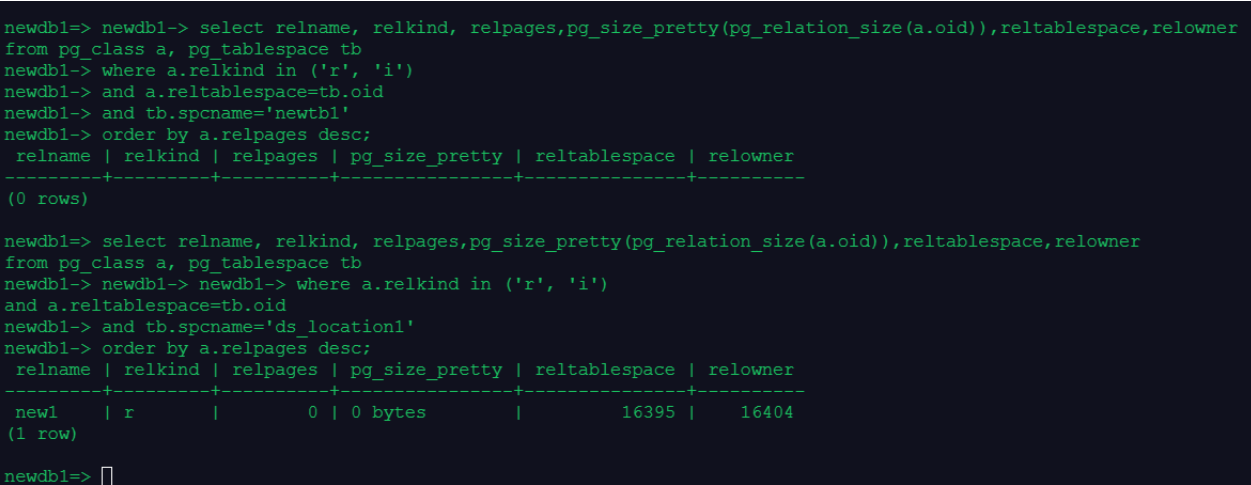 newdb1=> newdb1-> select relname, relkind, relpages,pg_size_pretty(pg_relation_size(a.oid)),reltablespace,relowner
from pg_class a, pg_tablespace tb
newdb1-> where a.relkind in ('r', 'i')
newdb1-> and a.reltablespace=tb.oid
newdb1-> and tb.spcname='newtb1'
newdb1-> order by a.relpages desc;
 relname | relkind | relpages | pg_size_pretty | reltablespace | relowner
---------+---------+----------+----------------+---------------+----------
(0 rows)

newdb1=> select relname, relkind, relpages,pg_size_pretty(pg_relation_size(a.oid)),reltablespace,relowner
from pg_class a, pg_tablespace tb
newdb1-> newdb1-> newdb1-> where a.relkind in ('r', 'i')
and a.reltablespace=tb.oid
newdb1-> and tb.spcname='ds_location1'
newdb1-> order by a.relpages desc;
 relname | relkind | relpages | pg_size_pretty | reltablespace | relowner
---------+---------+----------+----------------+---------------+----------
 new1    | r       |        0 | 0 bytes        |         16395 |    16404
(1 row)

newdb1=>